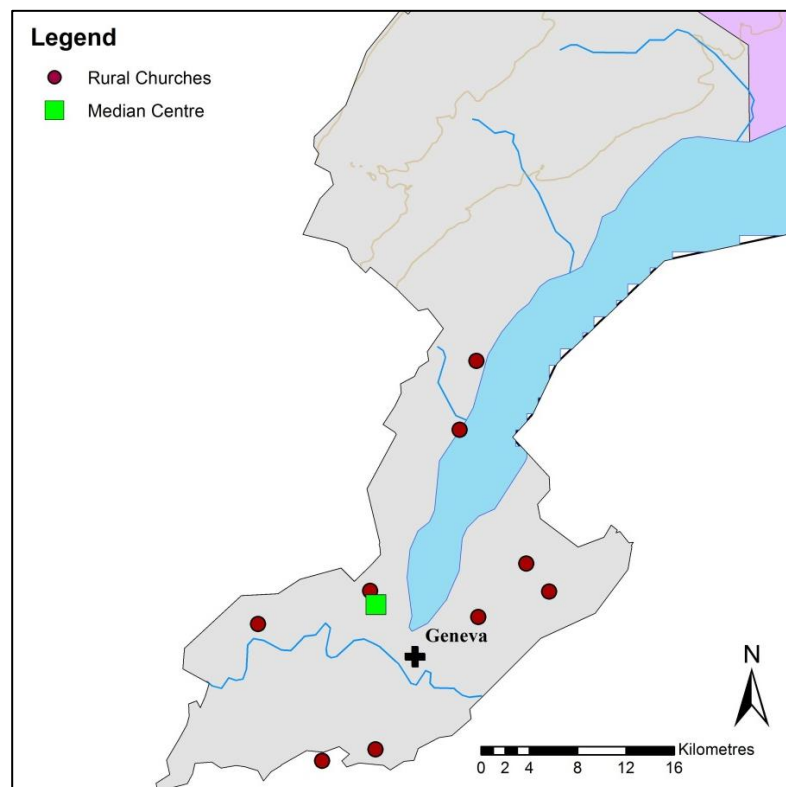 Legend
Rural Churches
Median Centre
Geneva
N
Kilometres
0 2 4 8 12 16